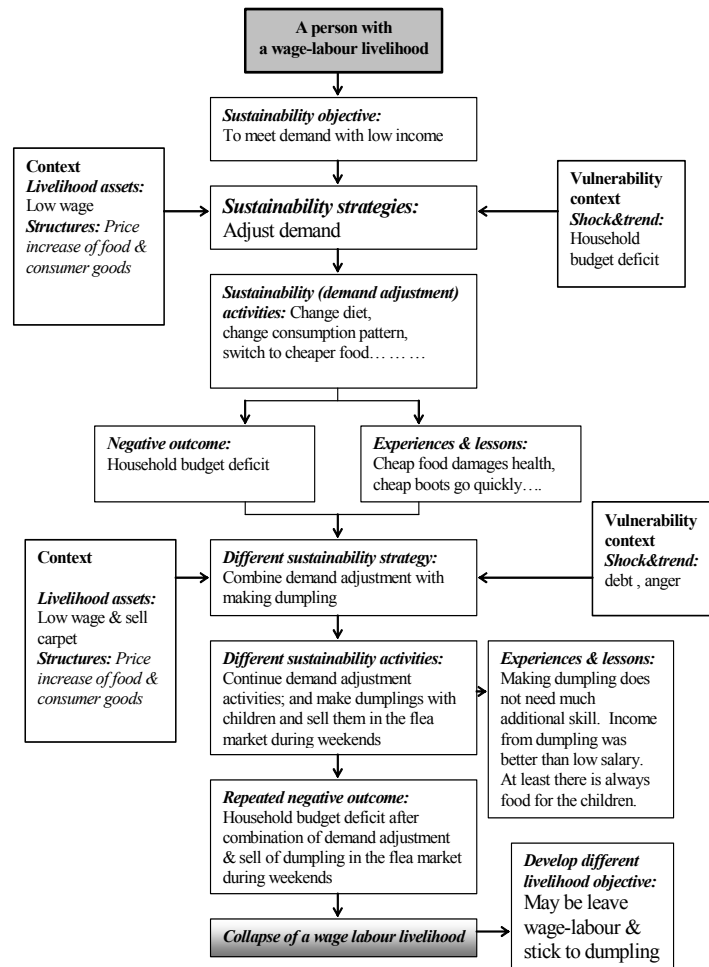 A person with
a wage-labour livelihood
Sustainability objective:
To meet demand with low income
Context
Livelihood assets:
Low wage
Structures: Price
increase of food &
consumer goods
Sustainability strategies:
Adjust demand
Vulnerability
context
Shock&trend:
Household
budget deficit
Sustainability (demand adjustment)
activities: Change diet,
change consumption pattern,
switch to cheaper food… … …
Negative outcome:
Household budget deficit
Experiences & lessons:
Cheap food damages health,
cheap boots go quickly….
Context
Livelihood assets:
Low wage & sell
carpet
Structures: Price
increase of food &
consumer goods
Different sustainability strategy:
Combine demand adjustment with
making dumpling
Vulnerability
context
Shock&trend:
debt , anger
Different sustainability activities:
Continue demand adjustment
activities; and make dumplings with
children and sell them in the flea
market during weekends
Experiences & lessons:
Making dumpling does
not need much
additional skill.  Income
from dumpling was
better than low salary.
At least there is always
food for the children.
Repeated negative outcome:
Household budget deficit after
combination of demand adjustment
& sell of dumpling in the flea market
during weekends
Collapse of a wage labour livelihood
Develop different
livelihood objective:
May be leave
wage-labour &
stick to dumpling